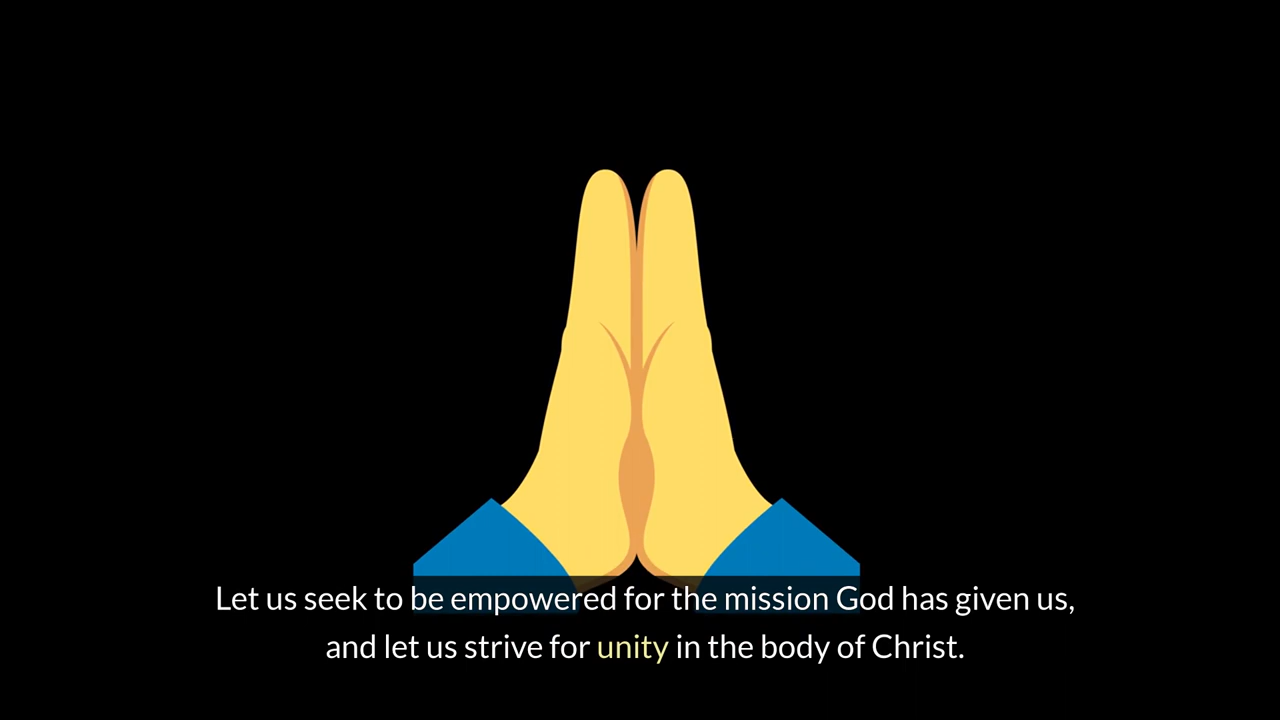 Let us seek to be empowered for the mission God has given us,
and let us strive for unity in the body of Christ.